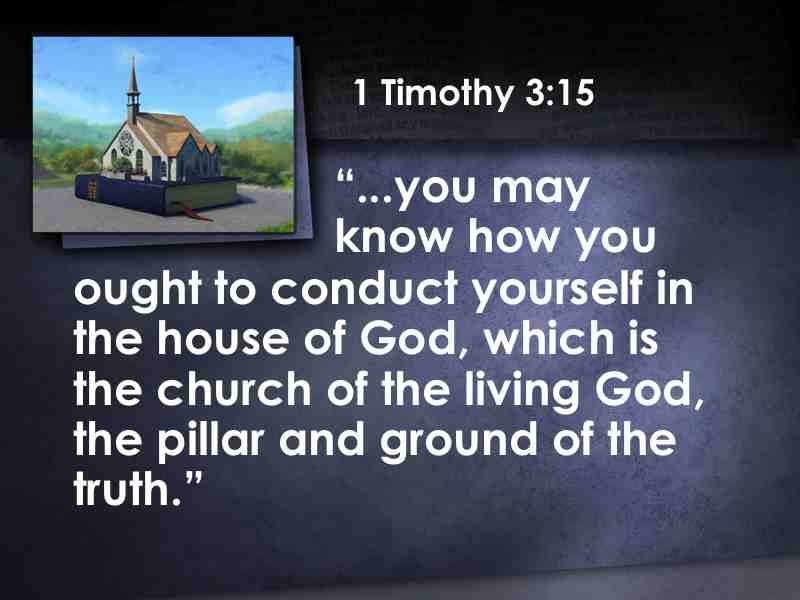 1 Timothy 3:15
“...you may
know how you
ought to conduct yourself in
the house of God, which is
the church of the living God,
the pillar and ground of the
truth.”